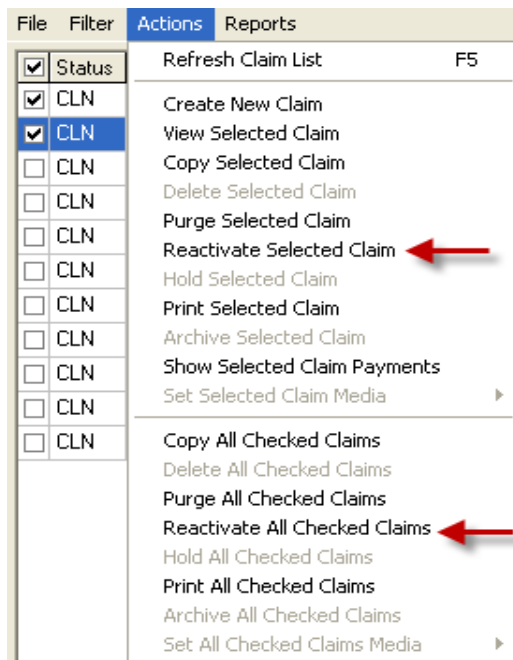 File Filter Actions Reports
Status
CLN
CLN
CLN
CLN
CLN
CLN
CLN
CLN
CLN
CLN
CLN
Refresh Claim List F5
Create New Claim
View Selected Claim
Copy Selected Claim
Delete Selected Claim
Purge Selected Claim
Reactivate Selected Claim
Hold Selected Claim
Print Selected Claim
Archive Selected Claim
Show Selected Claim Payments
Set Selected Claim Media
Copy All Checked Claims
Delete All Checked Claims
Purge All Checked Claims
Reactivate All Checked Claims
Hold All Checked Claims
Print All Checked Claims
Archive All Checked Claims
Set All Checked Claims Media